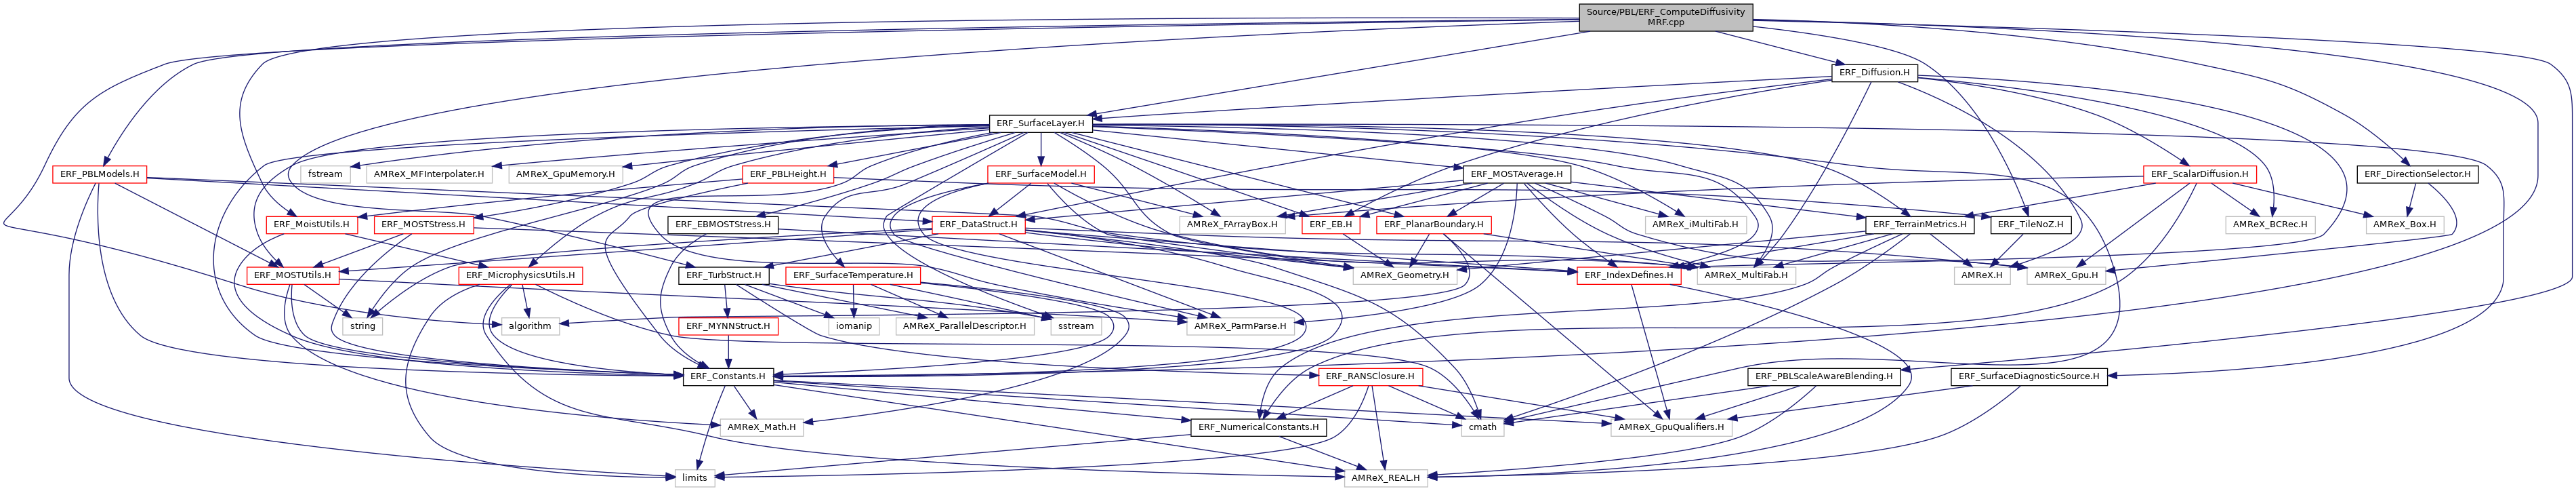 Source/PBL/ERF_ComputeDiffusivity
MRF.cpp
ERF_Diffusion.H
ERF_SurfaceLayer.H
ERF_PBLModels.H
fstream
AMReX_MFInterpolater.H
AMReX_GpuMemory.H
ERF_PBLHeight.H
ERF_SurfaceModel.H
ERF_MOSTAverage.H
ERF_ScalarDiffusion.H
ERF_DirectionSelector.H
ERF_MoistUtils.H
ERF_MOSTStress.H
ERF_EBMOSTStress.H
ERF_DataStruct.H
AMReX_FArrayBox.H
ERF_EB.H
ERF_PlanarBoundary.H
AMReX_iMultiFab.H
ERF_TerrainMetrics.H
ERF_TileNoZ.H
AMReX_BCRec.H
AMReX_Box.H
ERF_MOSTUtils.H
ERF_MicrophysicsUtils.H
ERF_TurbStruct.H
ERF_SurfaceTemperature.H
AMReX_Geometry.H
ERF_IndexDefines.H
AMReX_MultiFab.H
AMReX.H
AMReX_Gpu.H
string
algorithm
ERF_MYNNStruct.H
iomanip
AMReX_ParallelDescriptor.H
sstream
AMReX_ParmParse.H
ERF_Constants.H
ERF_RANSClosure.H
ERF_PBLScaleAwareBlending.H
ERF_SurfaceDiagnosticSource.H
AMReX_Math.H
ERF_NumericalConstants.H
cmath
AMReX_GpuQualifiers.H
limits
AMReX_REAL.H